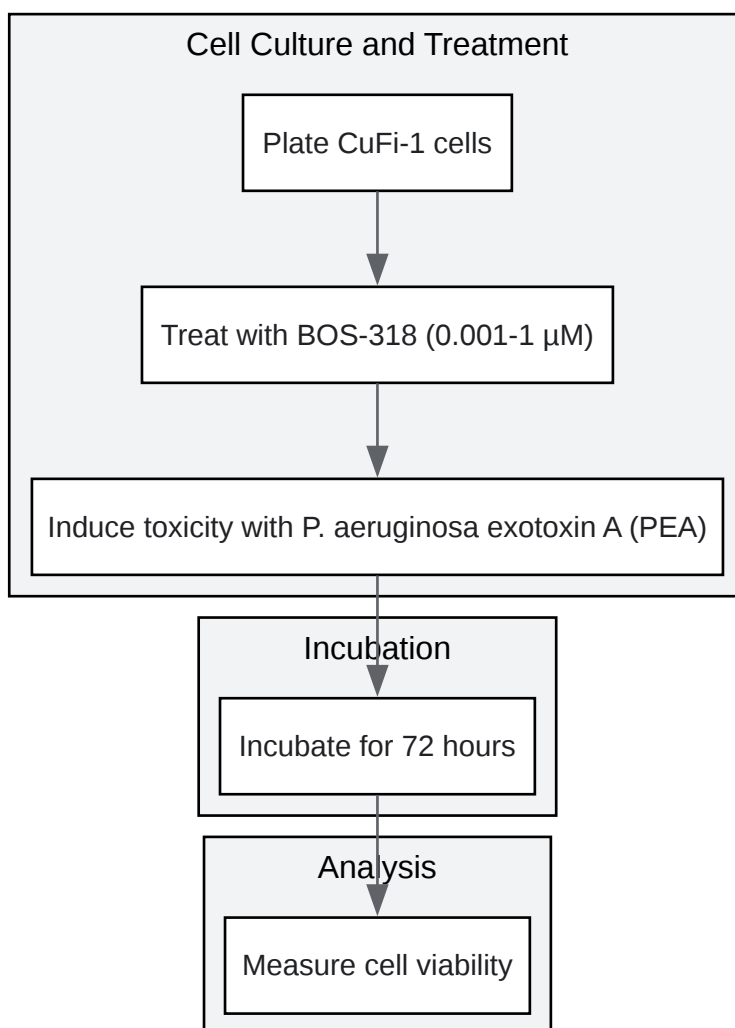 Cell Culture and Treatment
Plate CuFi-1 cells
Treat with BOS-318 (0.001-1 µM)
Induce toxicity with P. aeruginosa exotoxin A (PEA)
Incubation
Incubate for 72 hours
Analysis
Measure cell viability